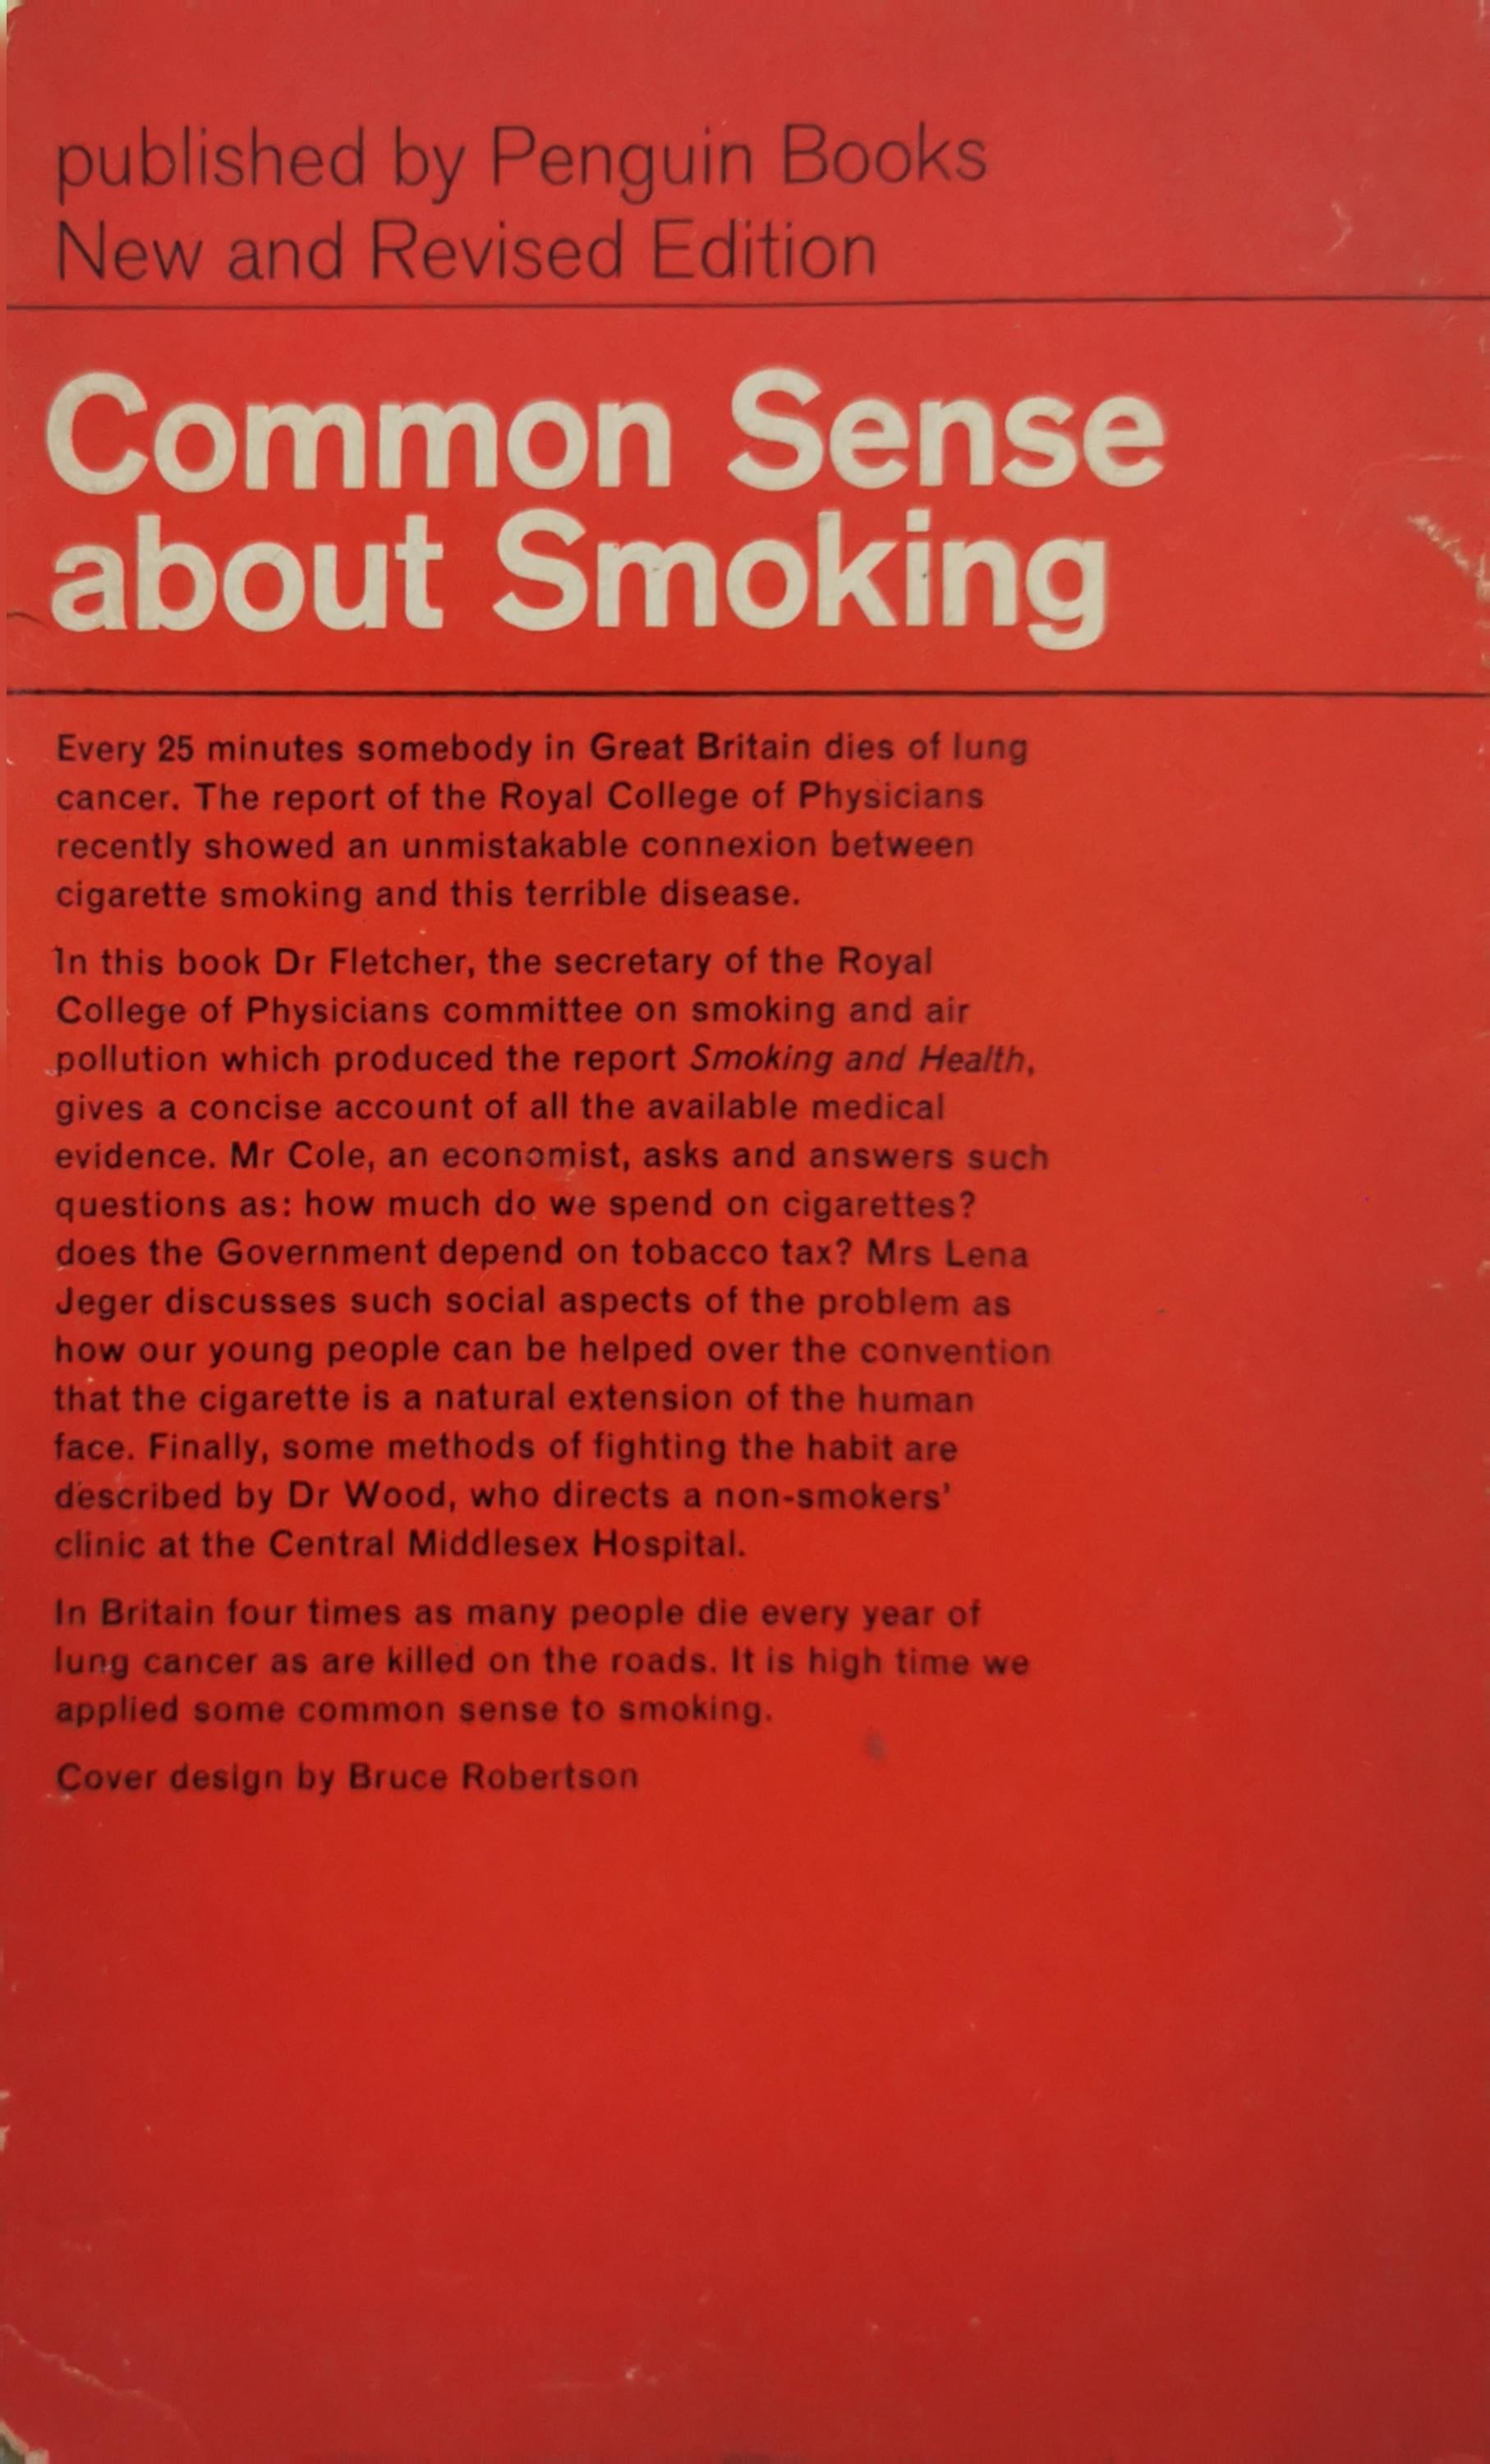 published by Penguin Books
New and Revised Edition
Common Sense
about Smoking
Every 25 minutes somebody in Great Britain dies of lung
cancer. The report of the Royal College of Physicians
recently showed an unmistakable connexion between
cigarette smoking and this terrible disease.
In this book Dr Fletcher, the secretary of the Royal
College of Physicians committee on smoking and air
pollution which produced the report Smoking and Health,
gives a concise account of all the available medical
evidence. Mr Cole, an economist, asks and answers such
questions as: how much do we spend on cigarettes?
does the Government depend on tobacco tax? Mrs Lena
Jeger discusses such social aspects of the problem as
how our young people can be helped over the convention
that the cigarette is a natural extension of the human
face. Finally, some methods of fighting the habit are
described by Dr Wood, who directs a non-smokers'
clinic at the Central Middlesex Hospital.
In Britain four times as many people die every year of
lung cancer as are killed on the roads. It is high time we
applied some common sense to smoking.
Cover design by Bruce Robertson